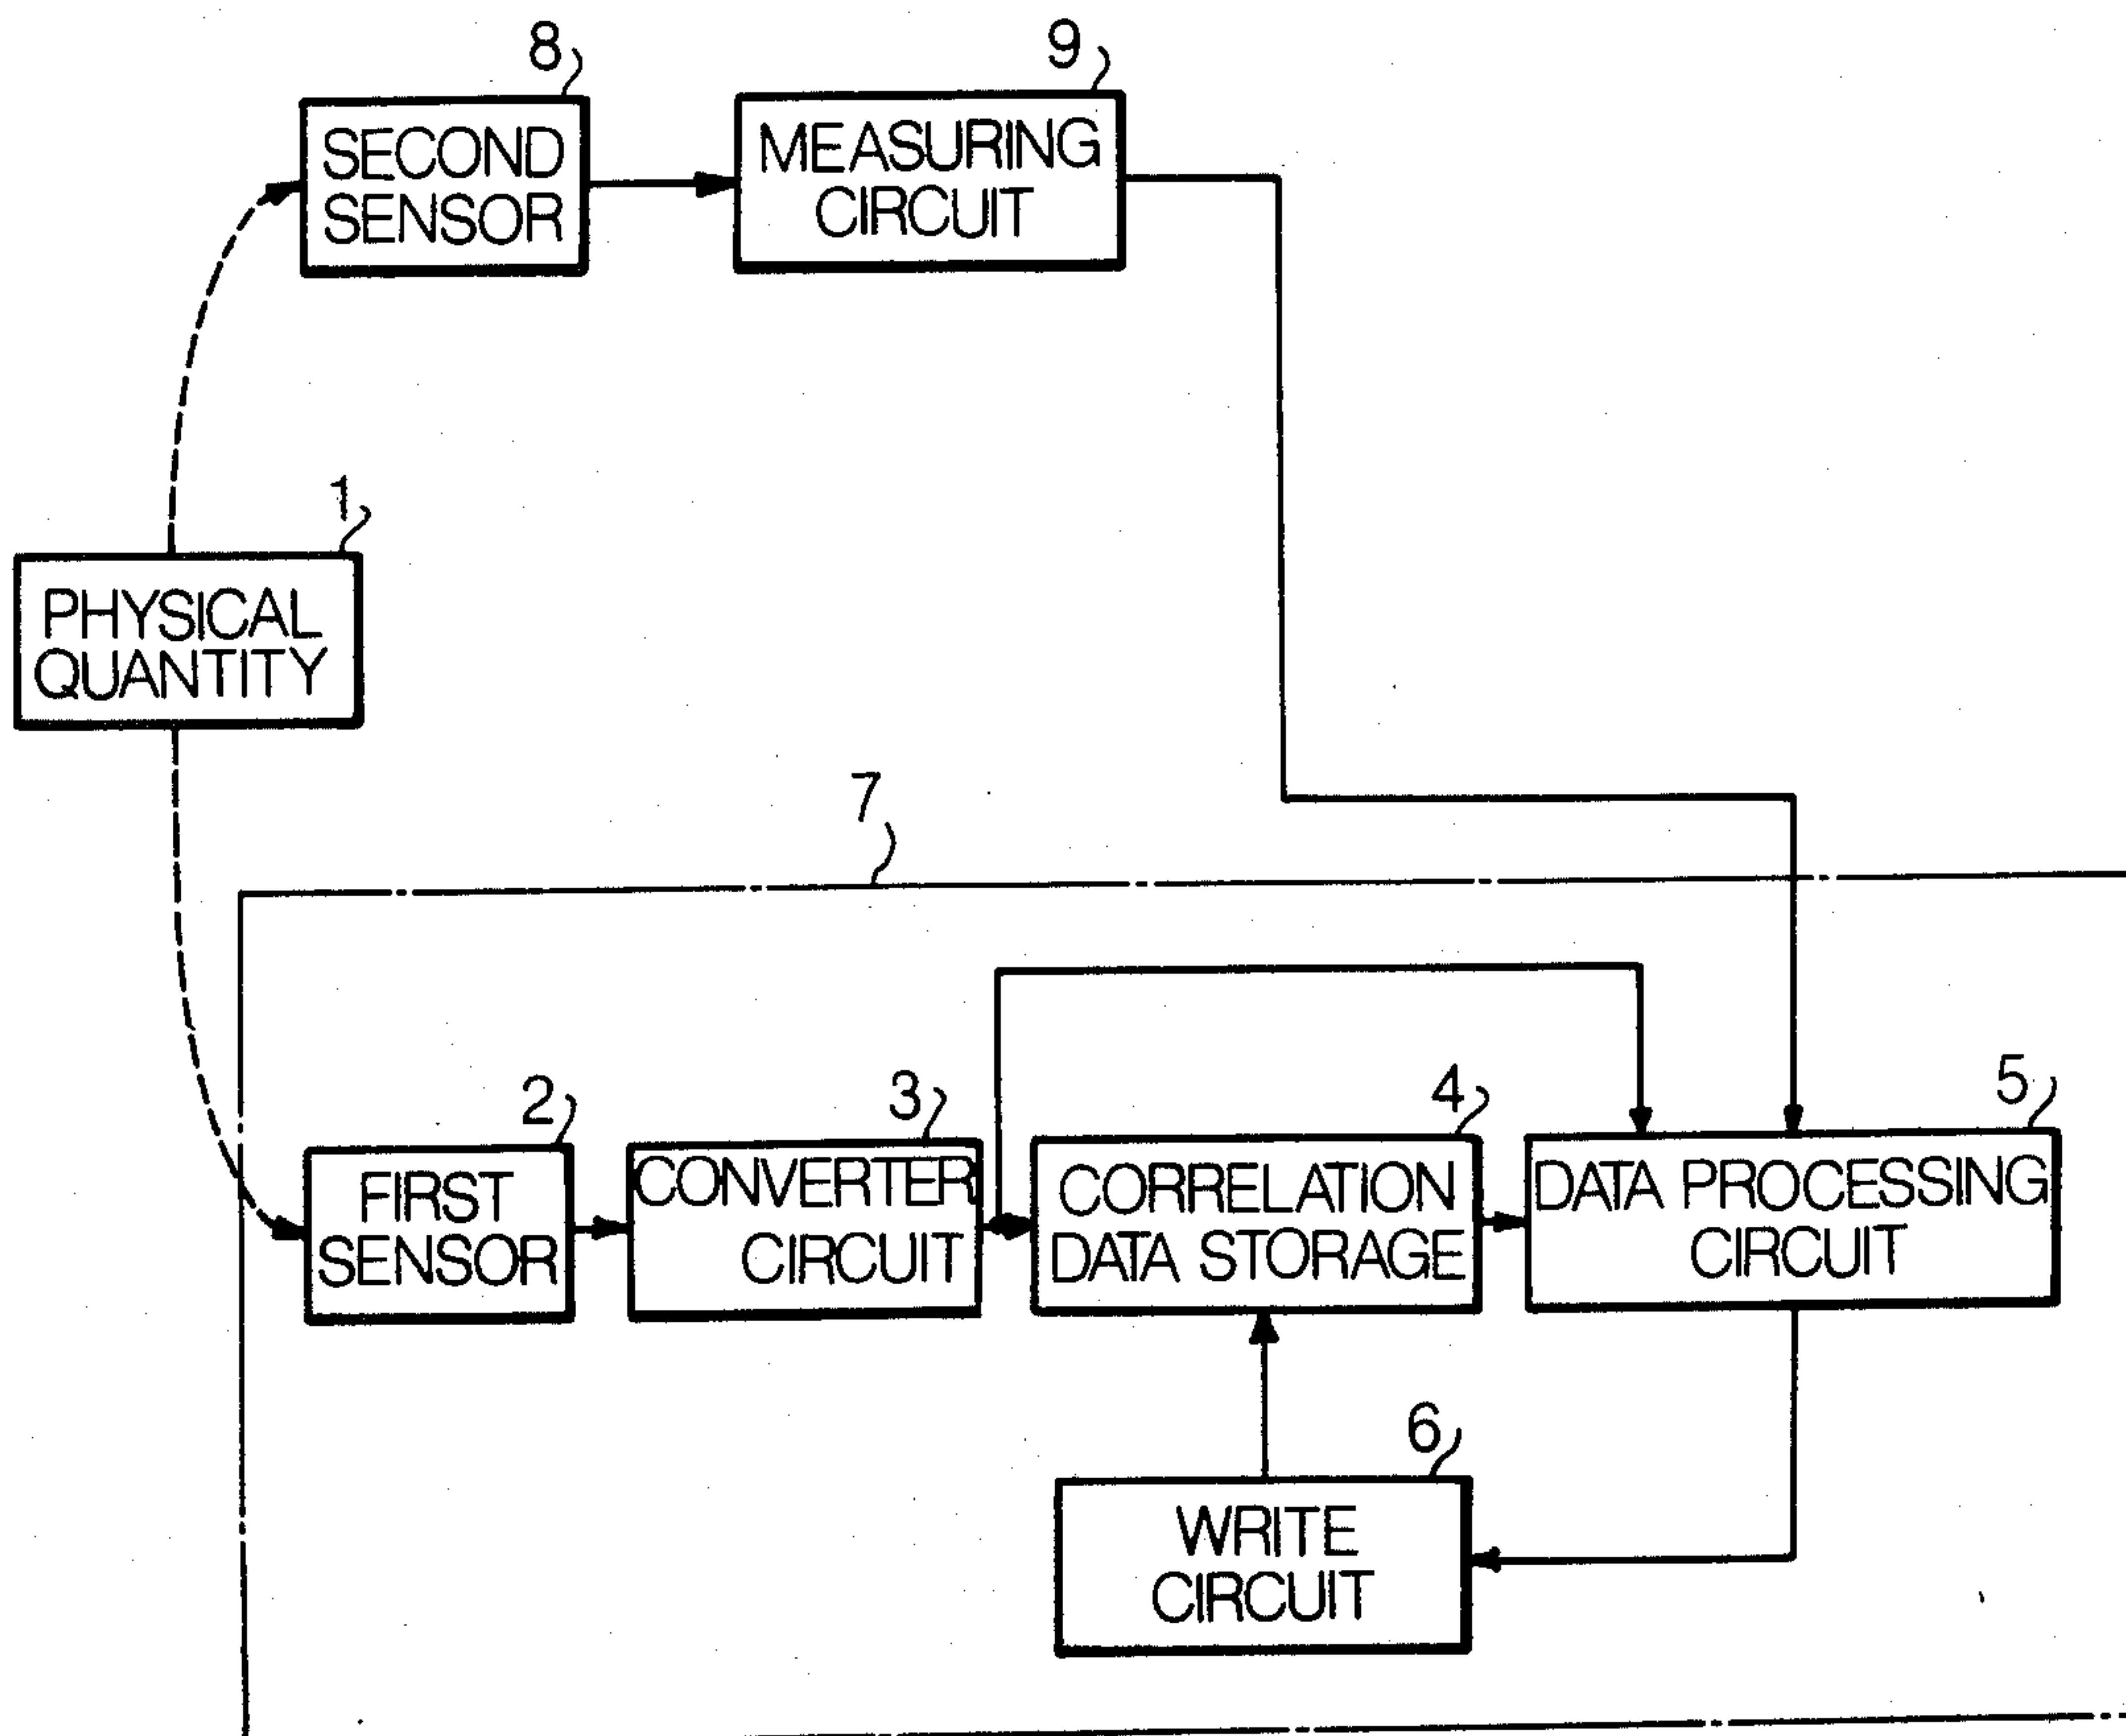 8
9
SECOND
SENSOR
MEASURING
CIRCUIT
1
PHYSICAL
QUANTITY
7
2
3
4
5
FIRST
SENSOR
CONVERTER
CIRCUIT
CORRELATION
DATA STORAGE
DATA PROCESSING
CIRCUIT
6
WRITE
CIRCUIT